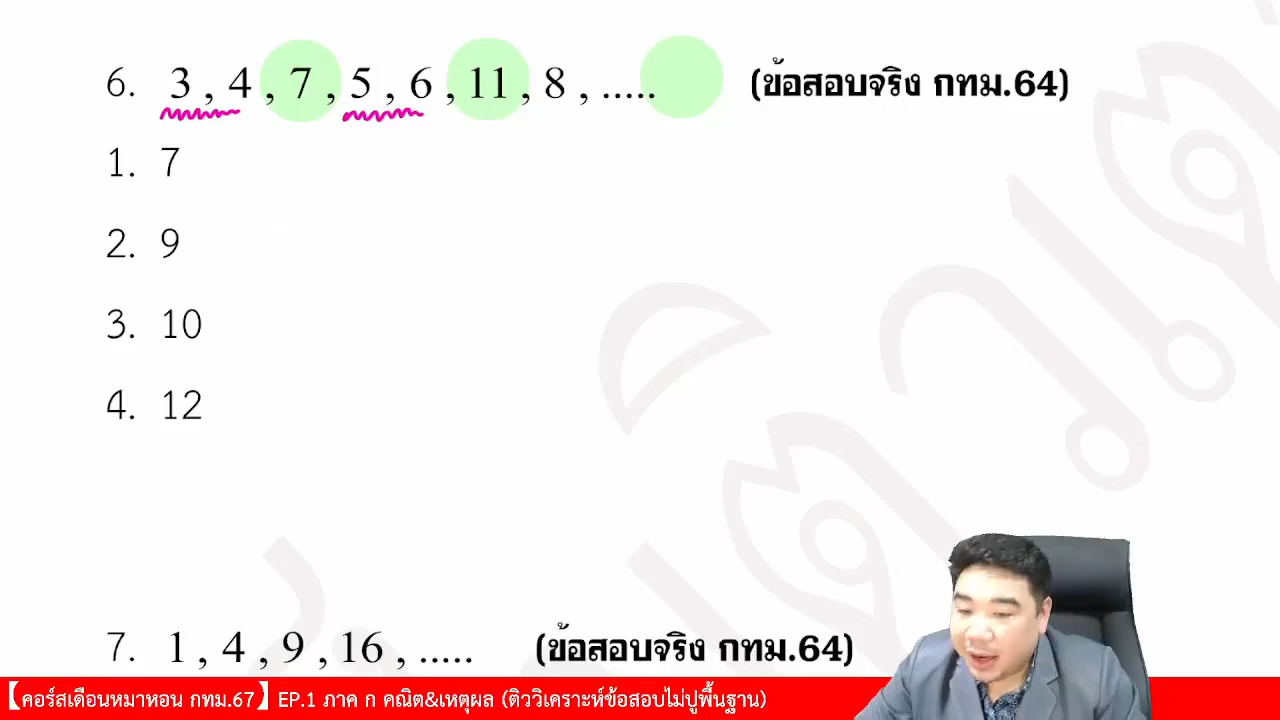 6. 3 , 4 , 7 , 5 , 6 , 11 , 8 , ..... (ข้อสอบจริง กทม.64)
1. 7
2. 9
3. 10
4. 12
7. 1 , 4 , 9 , 16 , ..... (ข้อสอบจริง กทม.64)
【คอร์สเดือนหมาหอน กทม.67】 EP.1 ภาค ก คณิต&เหตุผล (ติววิเคราะห์ข้อสอบไม่ปูพื้นฐาน)